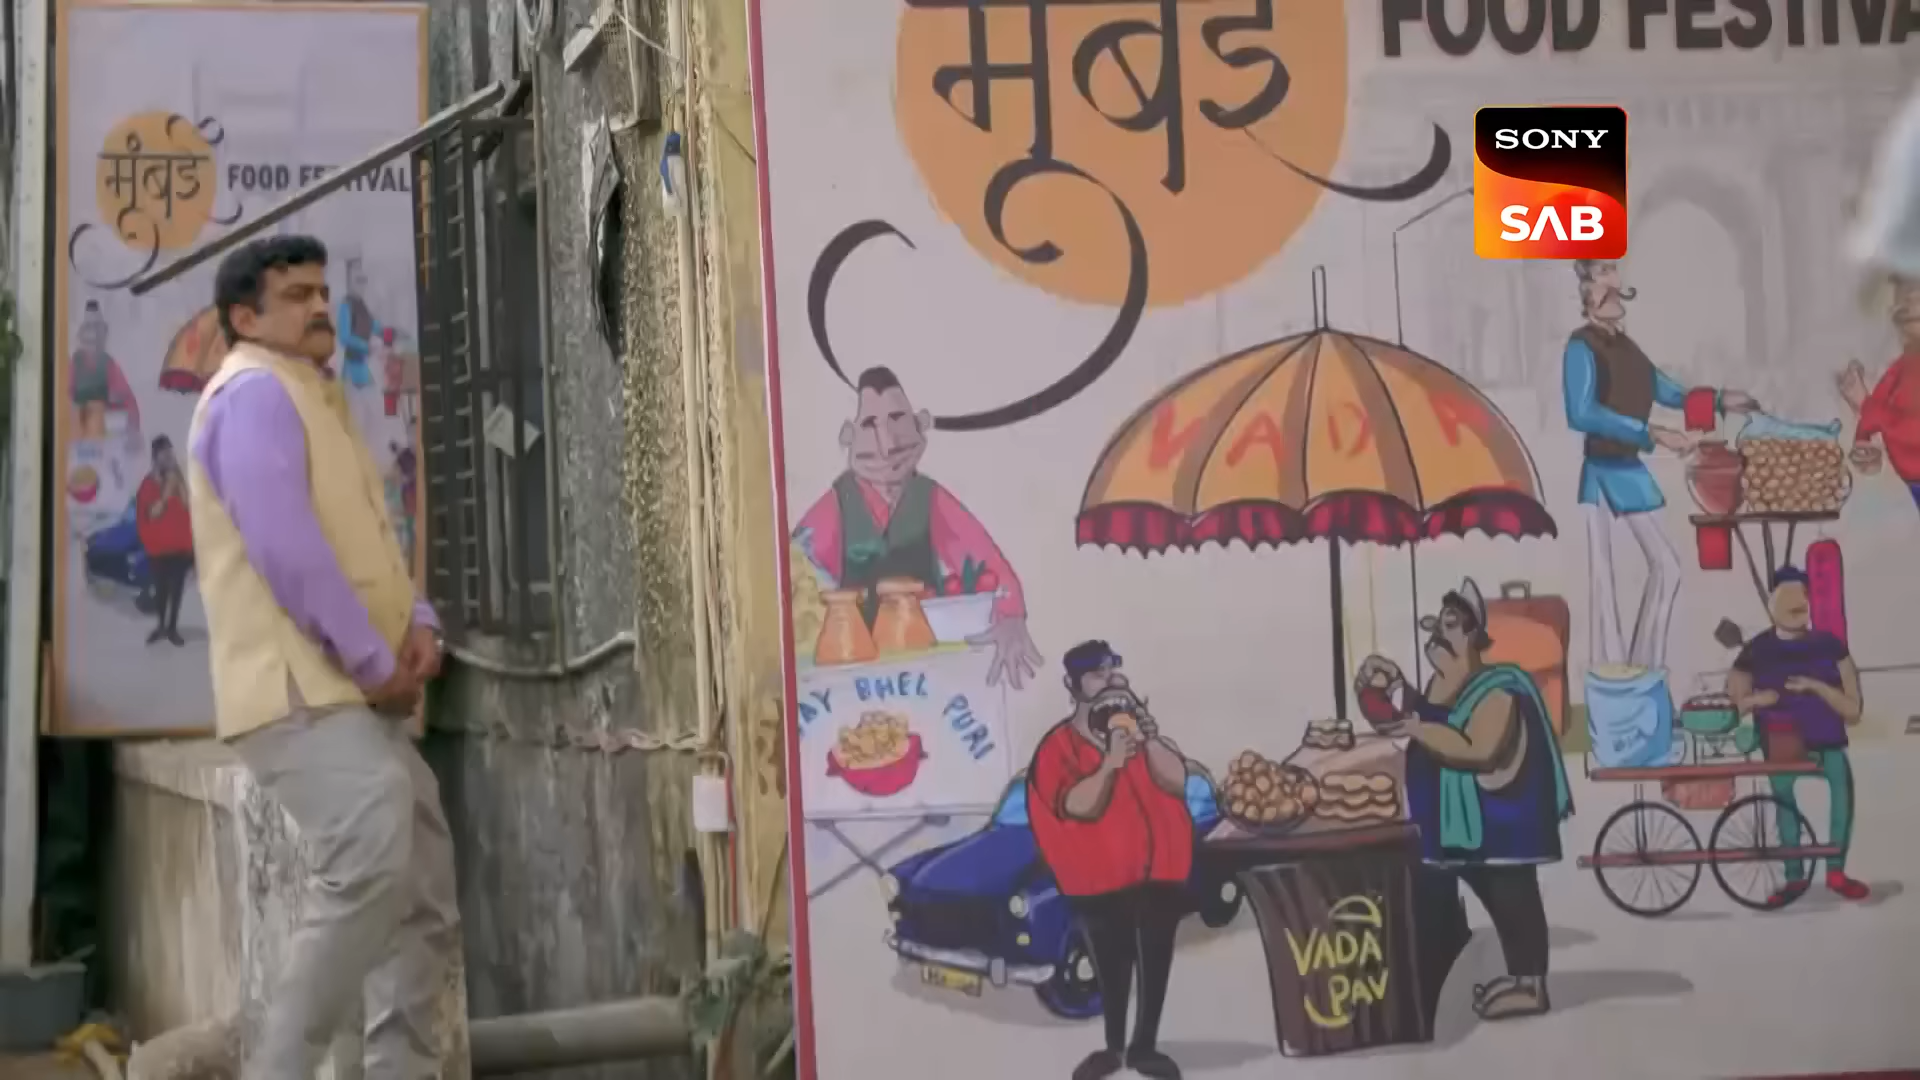 मुंबई FOOD FESTIVAL
मुंबई FOOD FESTIVA
SONY
SAB
VADA P
BHEL PURI
VADA
PAV